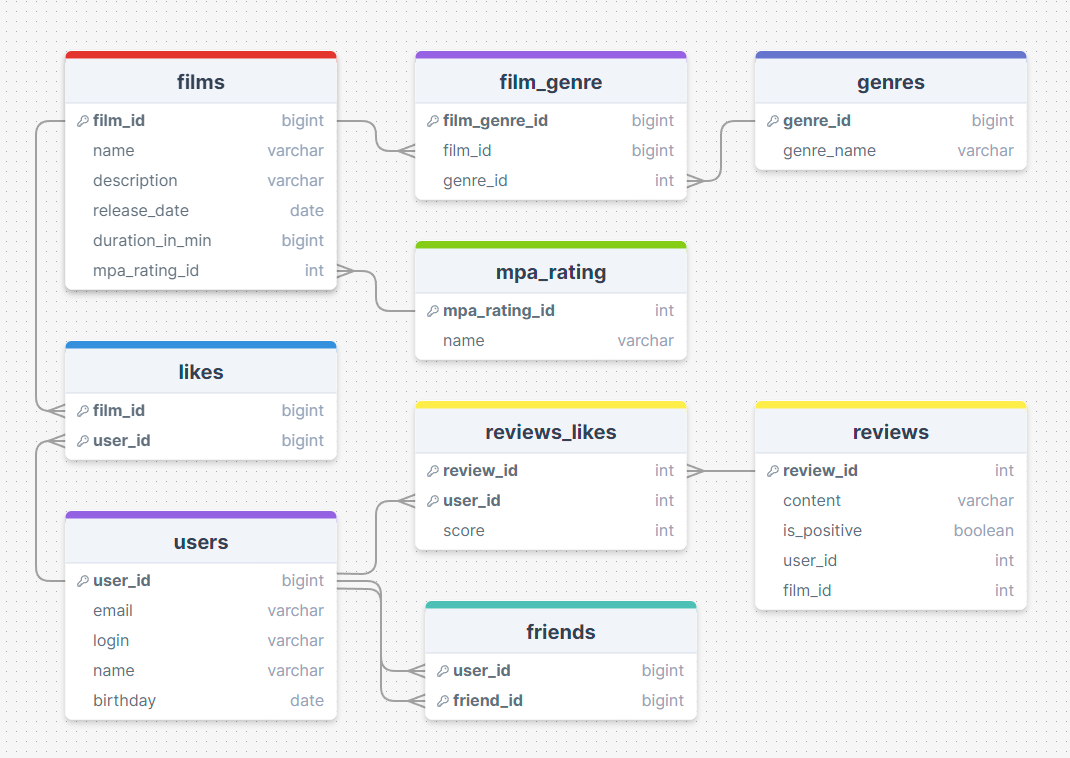 films
film_id bigint
name varchar
description varchar
release_date date
duration_in_min bigint
mpa_rating_id int
film_genre
film_genre_id bigint
film_id bigint
genre_id int
genres
genre_id bigint
genre_name varchar
mpa_rating
mpa_rating_id int
name varchar
likes
film_id bigint
user_id bigint
reviews_likes
review_id int
user_id int
score int
reviews
review_id int
content varchar
is_positive boolean
user_id int
film_id int
users
user_id bigint
email varchar
login varchar
name varchar
birthday date
friends
user_id bigint
friend_id bigint